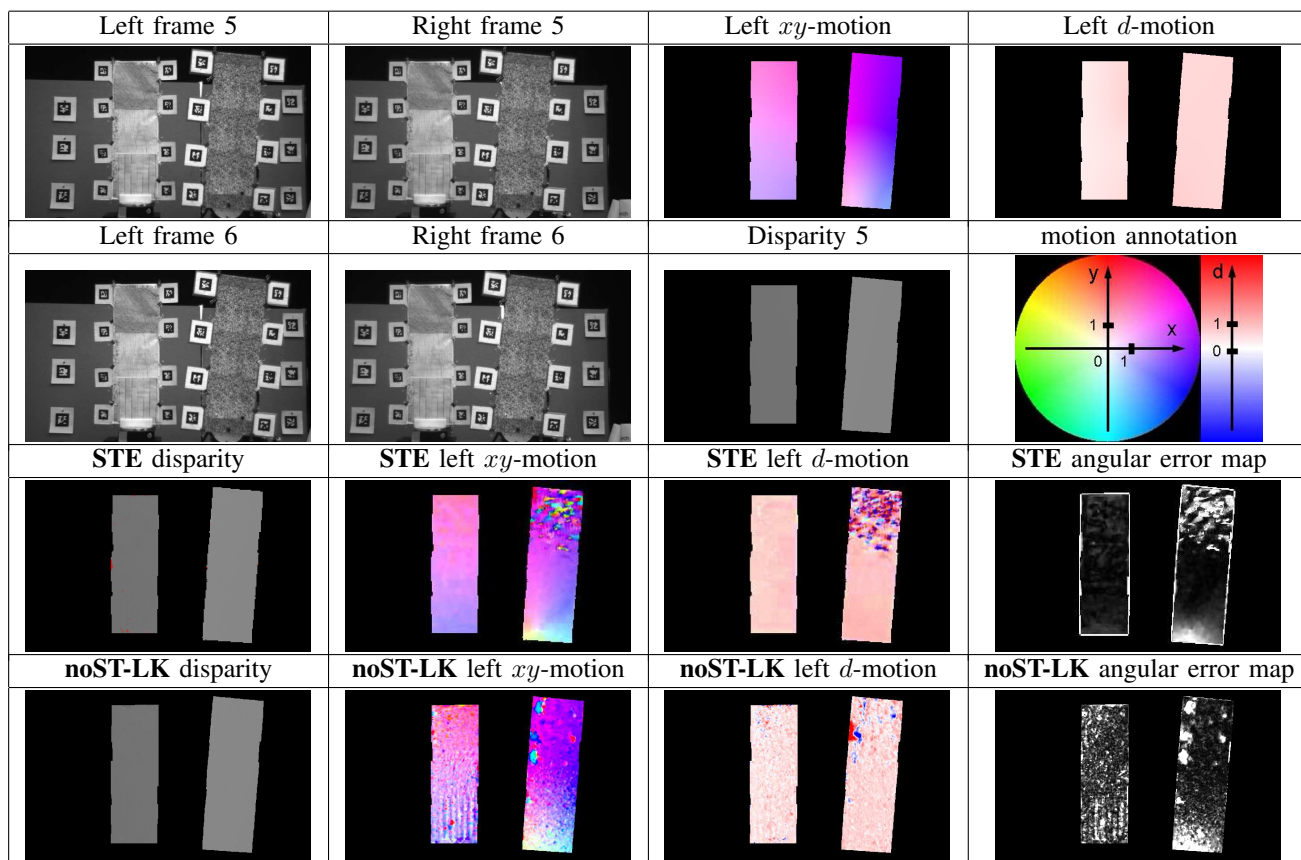 Left frame 5 Right frame 5 Left xy-motion Left d-motion
Left frame 6 Right frame 6 Disparity 5 motion annotation
y d
1 1
x
0 0
1
STE disparity STE left xy-motion STE left d-motion STE angular error map
noST-LK disparity noST-LK left xy-motion noST-LK left d-motion noST-LK angular error map